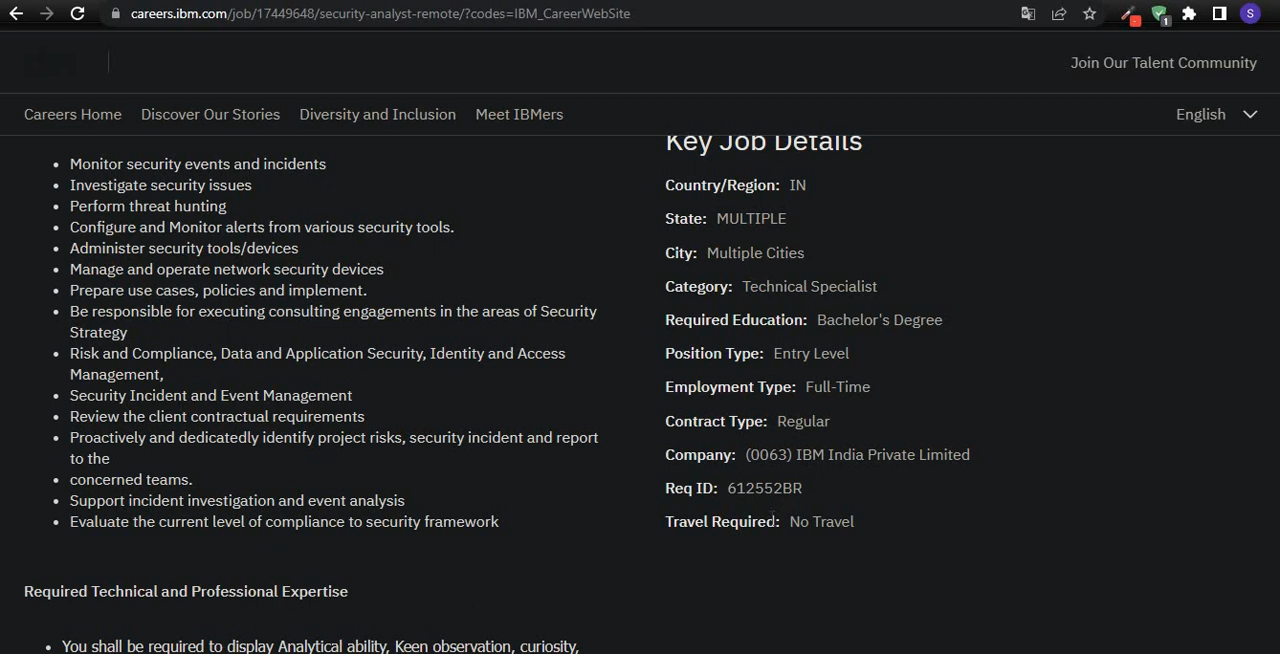 careers.ibm.com/job/17449648/security-analyst-remote/?codes=IBM_CareerWebSite
1
S
Join Our Talent Community
Careers Home Discover Our Stories Diversity and Inclusion Meet IBMers English
Monitor security events and incidents
Investigate security issues
Perform threat hunting
Configure and Monitor alerts from various security tools.
Administer security tools/devices
Manage and operate network security devices
Prepare use cases, policies and implement.
Be responsible for executing consulting engagements in the areas of Security
Strategy
Risk and Compliance, Data and Application Security, Identity and Access
Management,
Security Incident and Event Management
Review the client contractual requirements
Proactively and dedicatedly identify project risks, security incident and report
to the
concerned teams.
Support incident investigation and event analysis
Evaluate the current level of compliance to security framework
Required Technical and Professional Expertise
You shall be required to display Analytical ability, Keen observation, curiosity,
Key Job Details
Country/Region: IN
State: MULTIPLE
City: Multiple Cities
Category: Technical Specialist
Required Education: Bachelor's Degree
Position Type: Entry Level
Employment Type: Full-Time
Contract Type: Regular
Company: (0063) IBM India Private Limited
Req ID: 612552BR
Travel Required: No Travel